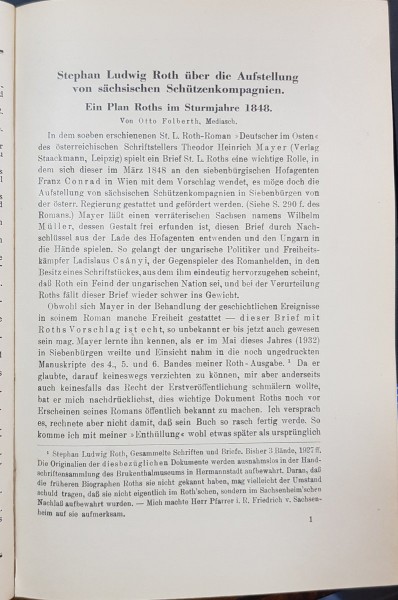 Stephan Ludwig Roth über die Aufstellung
von sächsischen Schützenkompagnien.
Ein Plan Roths im Sturmjahre 1848.
Von Otto Folberth, Mediasch.
In dem soeben erschienenen St. L. Roth-Roman »Deutscher im Osten«
des österreichischen Schriftstellers Theodor Heinrich Mayer (Verlag
Staackmann, Leipzig) spielt ein Brief St. L. Roths eine wichtige Rolle, in
dem sich dieser im März 1848 an den siebenbürgischen Hofagenten
Franz Conrad in Wien mit dem Vorschlag wendet, es möge doch die
Aufstellung von sächsischen Schützenkompagnien in Siebenbürgen von
der österr. Regierung gestattet und gefördert werden. (Siehe S. 290 f. des
Romans.) Mayer läßt einen verräterischen Sachsen namens Wilhelm
Müller, dessen Gestalt frei erfunden ist, diesen Brief durch Nach-
schlüssel aus der Lade des Hofagenten entwenden und den Ungarn in
die Hände spielen. So gelangt der ungarische Politiker und Freiheits-
kämpfer Ladislaus Csányi, der Gegenspieler des Romanhelden, in den
Besitz eines Schriftstückes, aus dem ihm eindeutig hervorzugehen scheint,
daß Roth ein Feind der ungarischen Nation sei, und bei der Verurteilung
Roths fällt dieser Brief wieder schwer ins Gewicht.
Obwohl sich Mayer in der Behandlung der geschichtlichen Ereignisse
in seinem Roman manche Freiheit gestattet — dieser Brief mit
Roths Vorschlag ist echt, so unbekannt er bis jetzt auch gewesen
sein mag. Mayer lernte ihn kennen, als er im Mai dieses Jahres (1932)
in Siebenbürgen weilte und Einsicht nahm in die noch ungedruckten
Manuskripte des 4., 5. und 6. Bandes meiner Roth-Ausgabe. ¹ Da er
glaubte, darauf keineswegs verzichten zu können, mir aber anderseits
auch keinesfalls das Recht der Erstveröffentlichung schmälern wollte,
bat er mich nachdrücklichst, dies wichtige Dokument Roths noch vor
Erscheinen seines Romans öffentlich bekannt zu machen. Ich versprach
es, rechnete aber nicht damit, daß sein Buch so rasch fertig werde. So
komme ich mit meiner »Enthüllung« wohl etwas später als ursprünglich
¹ Stephan Ludwig Roth, Gesammelte Schriften und Briefe. Bisher 3 Bände, 1927 ff.
Die Originalien der diesbezüglichen Dokumente werden ausnahmslos in der Hand-
schriftensammlung des Brukenthalmuseums in Hermannstadt aufbewahrt. Daran, daß
die früheren Biographen Roths sie nicht gekannt haben, mag vielleicht der Umstand
schuld tragen, daß sie nicht eigentlich im Roth'schen, sondern im Sachsenheim'schen
Nachlaß aufbewahrt wurden. — Mich machte Herr Pfarrer i. R. Friedrich v. Sachsen-
heim auf sie aufmerksam.
1